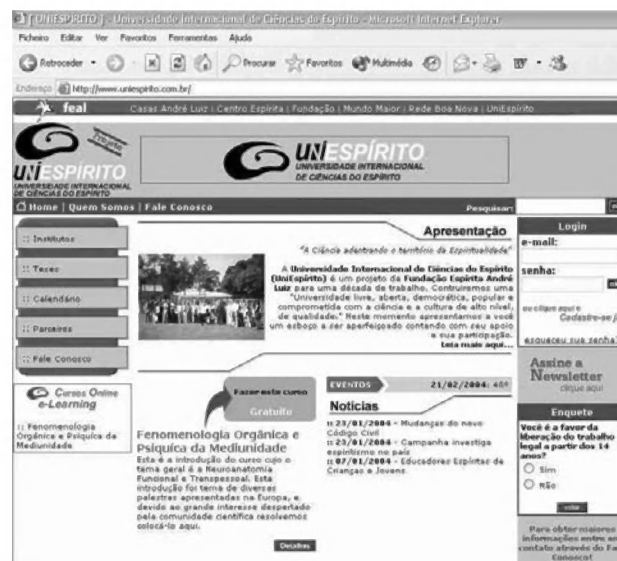 [ UNIESPÍRITO ] - Universidade Internacional de Ciências do Espírito - Microsoft Internet Explorer
Ficheiro Editar Ver Favoritos Ferramentas Ajuda
Retroceder Procurar Favoritos Multimédia
Endereço http://www.uniespirito.com.br/
feal Casas André Luiz | Centro Espírita | Fundação | Mundo Maior | Rede Boa Nova | UniEspírito
Projeto
UNIESPÍRITO
UNIVERSIDADE INTERNACIONAL
DE CIÊNCIAS DO ESPÍRITO
UNIESPÍRITO
UNIVERSIDADE INTERNACIONAL
DE CIÊNCIAS DO ESPÍRITO
Home | Quem Somos | Fale Conosco Pesquisar:
:: Institutos
:: Teses
:: Calendário
:: Parceiros
:: Fale Conosco
Cursos Online
e-Learning
:: Fenomenologia
Orgânica e Psíquica da
Mediunidade
Apresentação
"A Ciência adentrando o território da Espiritualidade"
A Universidade Internacional de Ciências do Espírito
(UniEspírito) é um projeto da Fundação Espírita André
Luiz para uma década de trabalho. Construiremos uma
"Universidade livre, aberta, democrática, popular e
comprometida com a ciência e a cultura de alto nível,
de qualidade." Neste momento apresentamos a você
um esboço a ser aperfeiçoado contando com seu apoio
e sua participação.
Leia mais aqui...
Fazer este curso
Gratuito
Fenomenologia Orgânica e
Psíquica da Mediunidade
Esta é a introdução do curso cujo o
tema geral é a Neuroanatomia
Funcional e Transpessoal. Esta
introdução foi tema de diversas
palestras apresentadas na Europa, e
devido ao grande interesse despertado
pela comunidade científica resolvemos
colocá-lo aqui.
Detalhes
EVENTOS 21/02/2004:
Notícias
:: 23/01/2004 - Mudanças do novo
Código Civil
:: 23/01/2004 - Campanha investiga
espiritismo no país
:: 07/01/2004 - Educadores Espíritas de
Crianças e Jovens.
Login
e-mail:
senha:
ou clique aqui e
Cadastre-se j
esqueceu sua senha?
Assine a
Newsletter
clique aqui
Enquete
Você é a favor da
liberação do trabalho
legal a partir dos 14
anos?
Sim
Não
votar
Para obter maiores
informações entre em
contato através do Fa
Conosco!